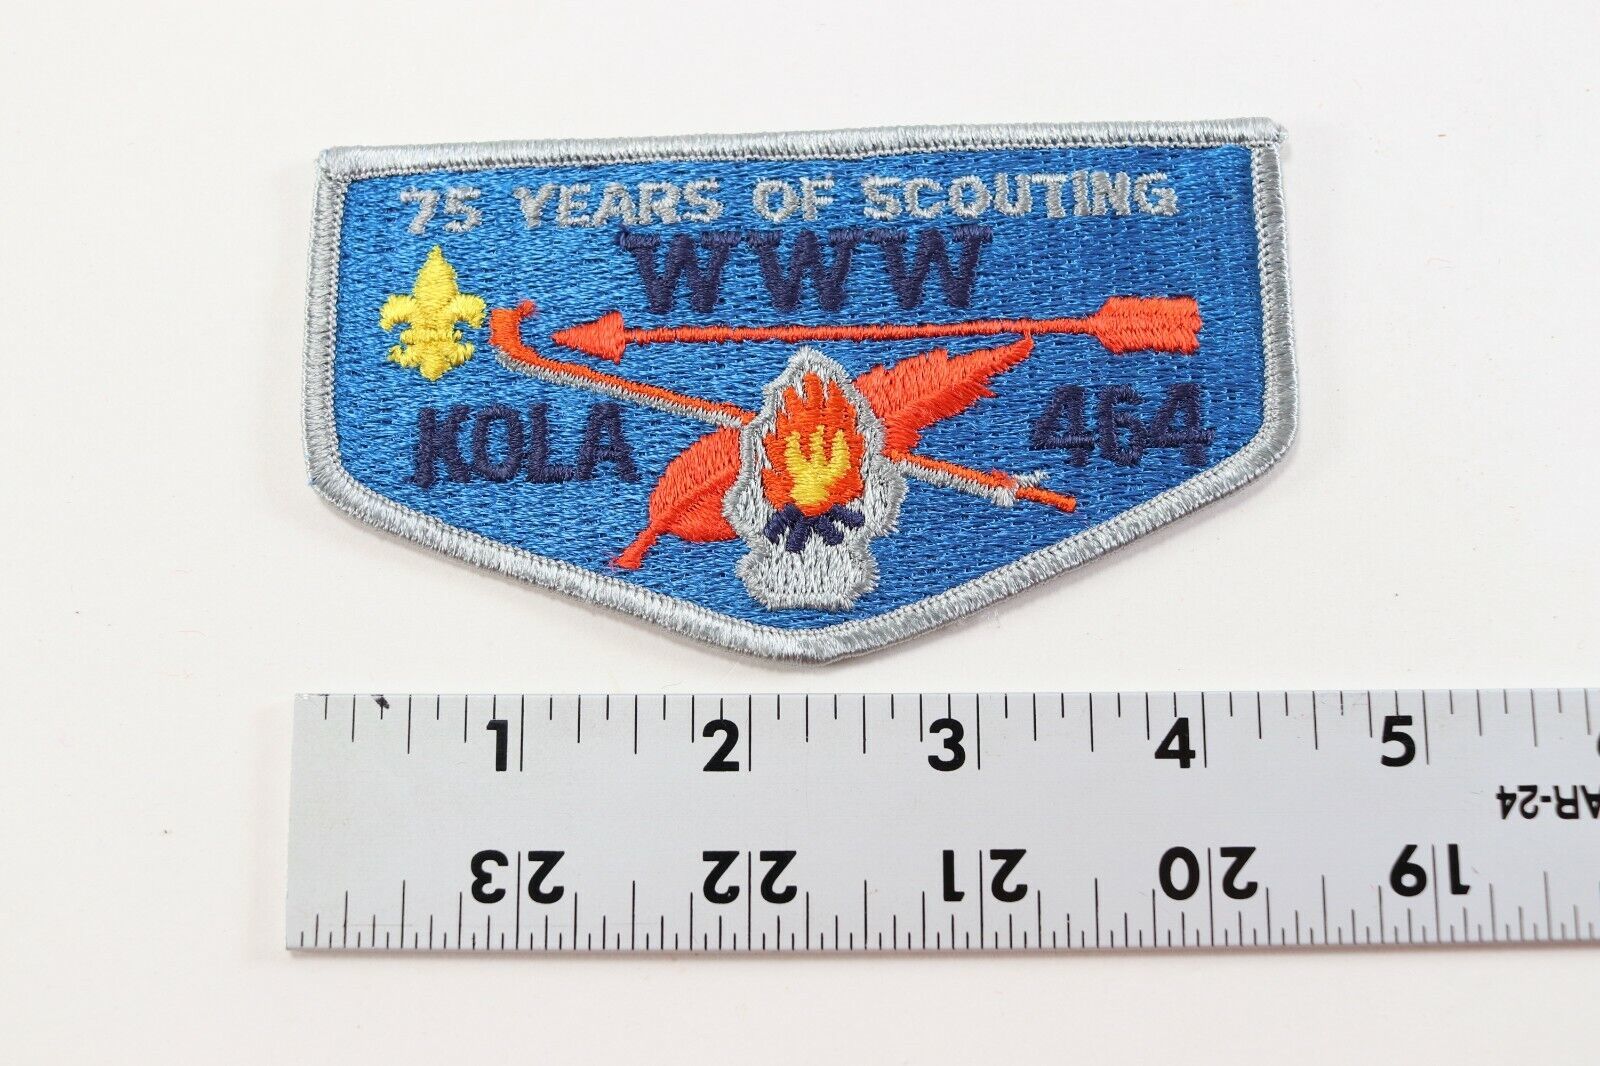 75 YEARS OF SCOUTING
WWW
KOLA 464
1 2 3 4 5
AR-24
23 22 21 20 19